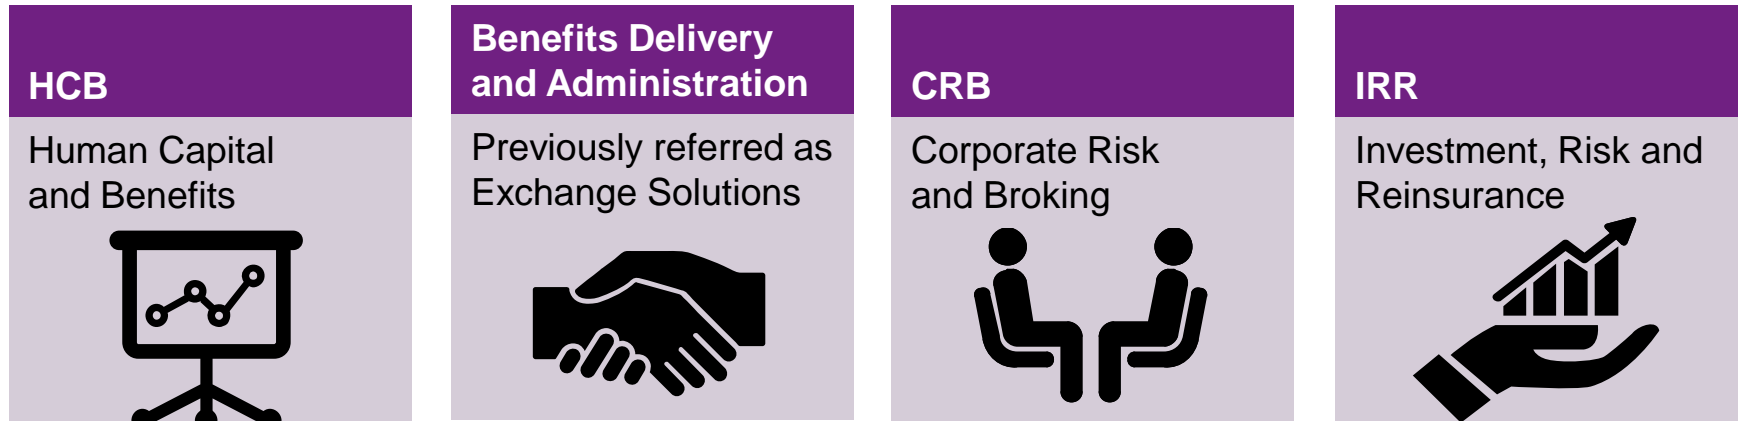 HCB
Human Capital
and Benefits
Benefits Delivery
and Administration
Previously referred as
Exchange Solutions
CRB
Corporate Risk
and Broking
IRR
Investment, Risk and
Reinsurance